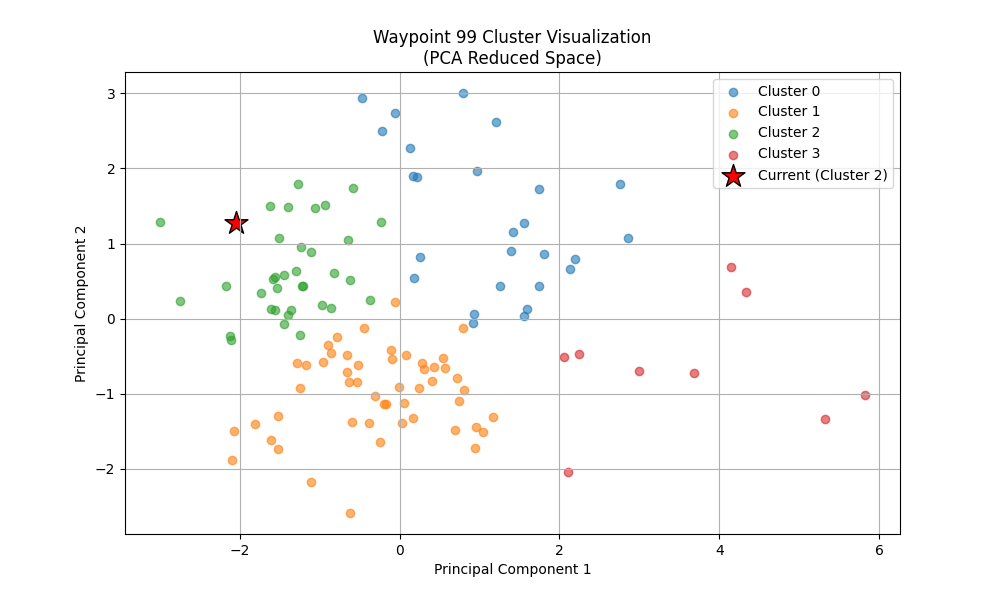 Waypoint 99 Cluster Visualization
(PCA Reduced Space)
Cluster 0
Cluster 1
Cluster 2
Cluster 3
Current (Cluster 2)
3
2
1
0
−1
−2
Principal Component 2
−2
0
2
4
6
Principal Component 1